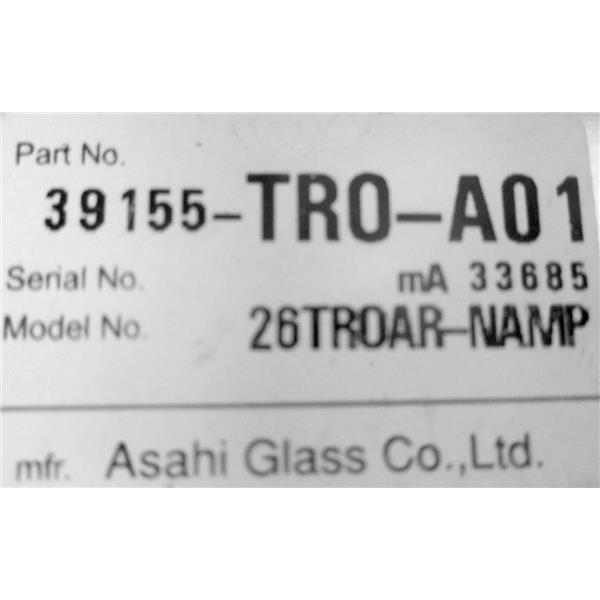 Part No.
39155-TR0-A01
Serial No. mA 33685
Model No. 26TR0AR-NAMP
mfr. Asahi Glass Co.,Ltd.